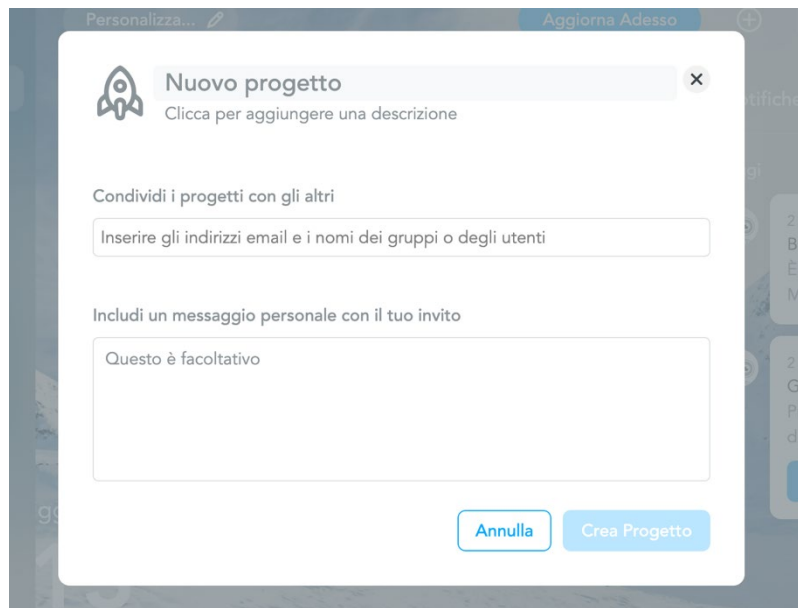 Personalizza...
Aggiorna Adesso
Nuovo progetto
Clicca per aggiungere una descrizione
Condividi i progetti con gli altri
Inserire gli indirizzi email e i nomi dei gruppi o degli utenti
Includi un messaggio personale con il tuo invito
Questo è facoltativo
Annulla
Crea Progetto